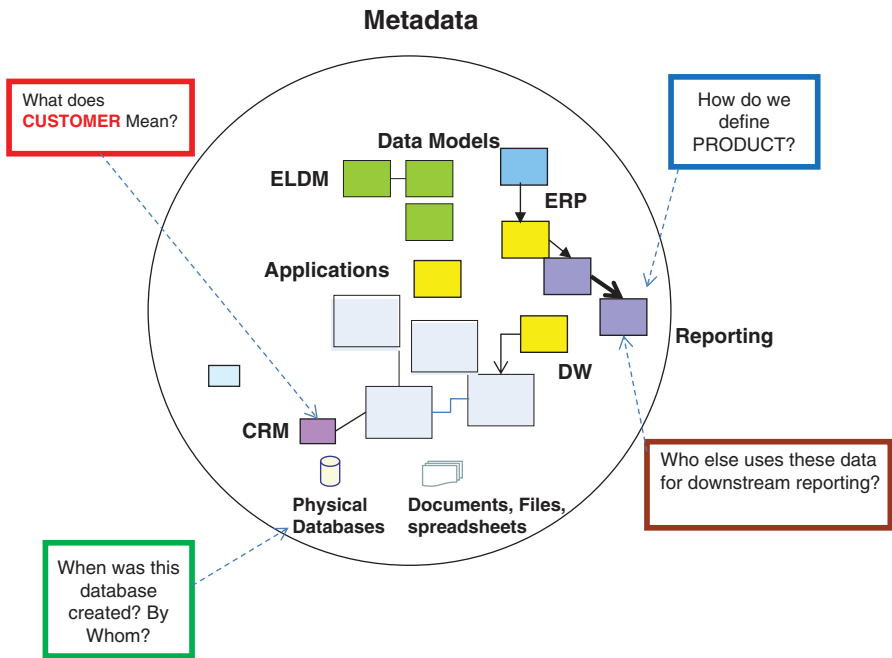 Metadata
What does
CUSTOMER Mean?
How do we
define
PRODUCT?
Data Models
ELDM
ERP
Applications
Reporting
DW
CRM
Who else uses these data
for downstream reporting?
Physical
Databases
Documents, Files,
spreadsheets
When was this
database
created? By
Whom?